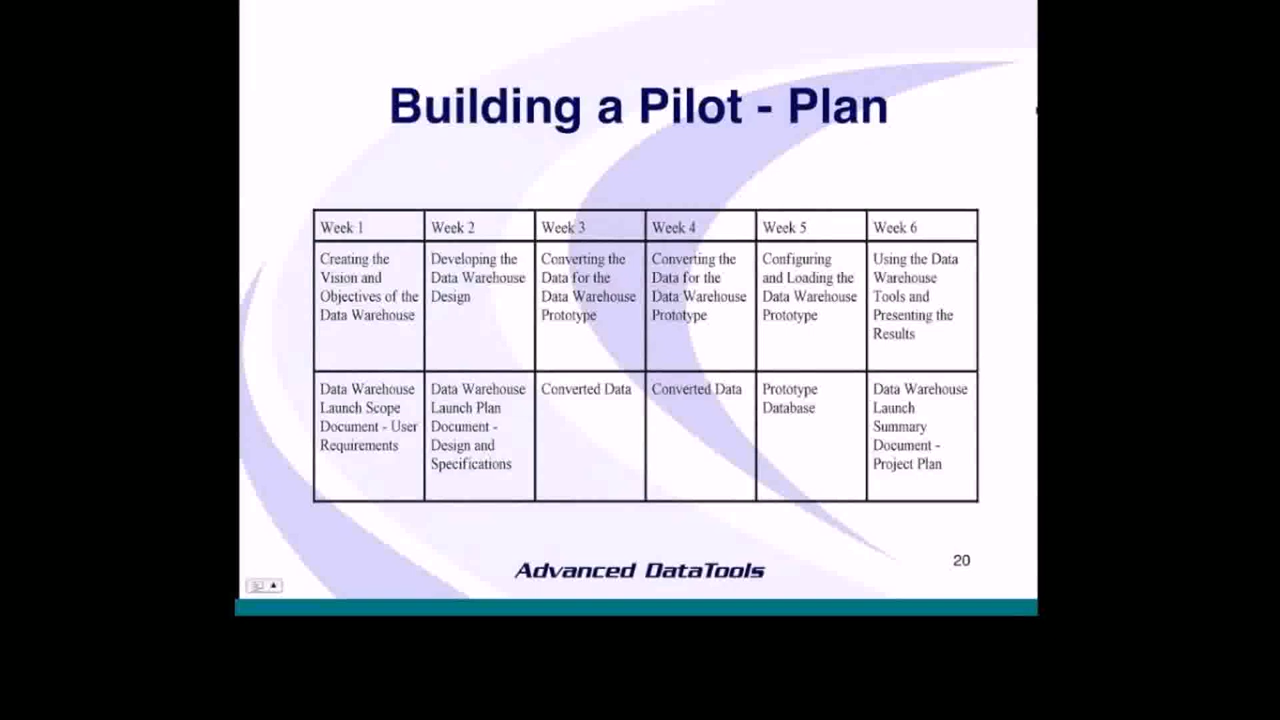 Building a Pilot - Plan
Week 1
Week 2
Week 3
Week 4
Week 5
Week 6
Creating the
Vision and
Objectives of the
Data Warehouse
Developing the
Data Warehouse
Design
Converting the
Data for the
Data Warehouse
Prototype
Converting the
Data for the
Data Warehouse
Prototype
Configuring
and Loading the
Data Warehouse
Prototype
Using the Data
Warehouse
Tools and
Presenting the
Results
Data Warehouse
Launch Scope
Document - User
Requirements
Data Warehouse
Launch Plan
Document -
Design and
Specifications
Converted Data
Converted Data
Prototype
Database
Data Warehouse
Launch
Summary
Document -
Project Plan
Advanced DataTools
20